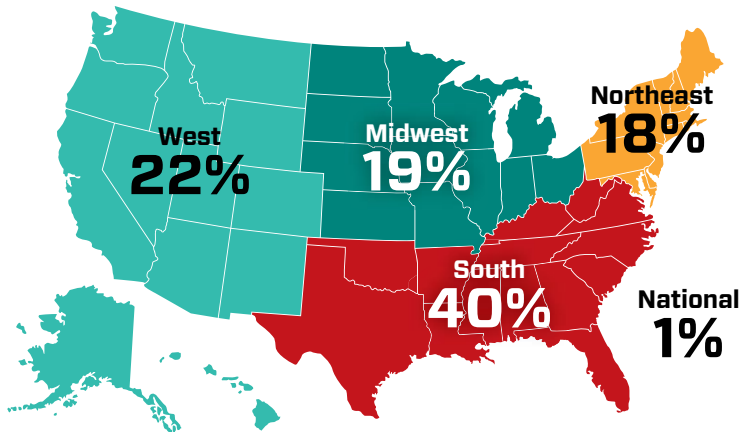 West
22%
Midwest
19%
Northeast
18%
South
40%
National
1%